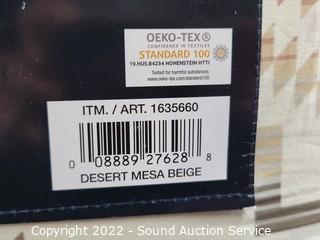 OEKO-TEX®
CONFIDENCE IN TEXTILES
STANDARD 100
19.HUS.84234 HOHENSTEIN HTTI
Tested for harmful substances.
www.oeko-tex.com/standard100
ITM. / ART. 1635660
0 08889 27628 8
DESERT MESA BEIGE
Copyright 2022 - Sound Auction Service